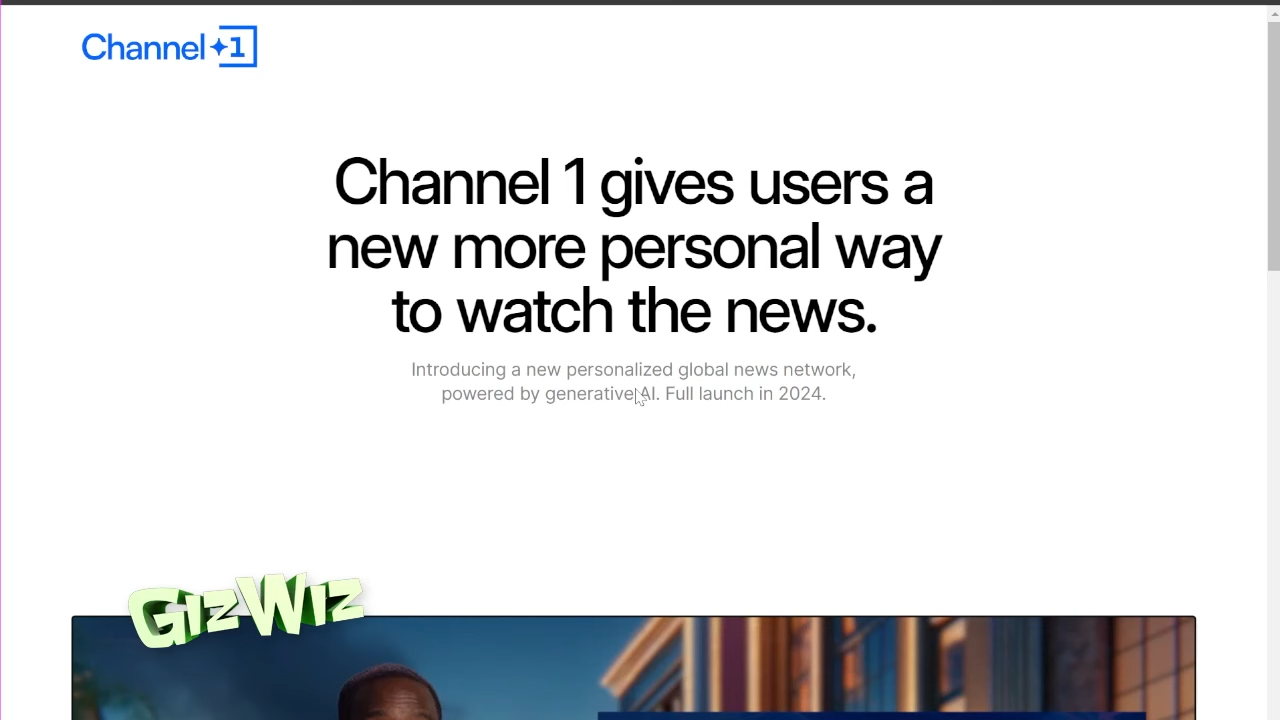 Channel 1
Channel 1 gives users a
new more personal way
to watch the news.
Introducing a new personalized global news network,
powered by generative AI. Full launch in 2024.
GIZWIZ